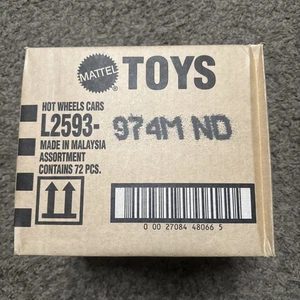 MATTEL
TOYS
HOT WHEELS CARS
L2593- 974M ND
MADE IN MALAYSIA
ASSORTMENT
CONTAINS 72 PCS.
0 00 27084 48066 5